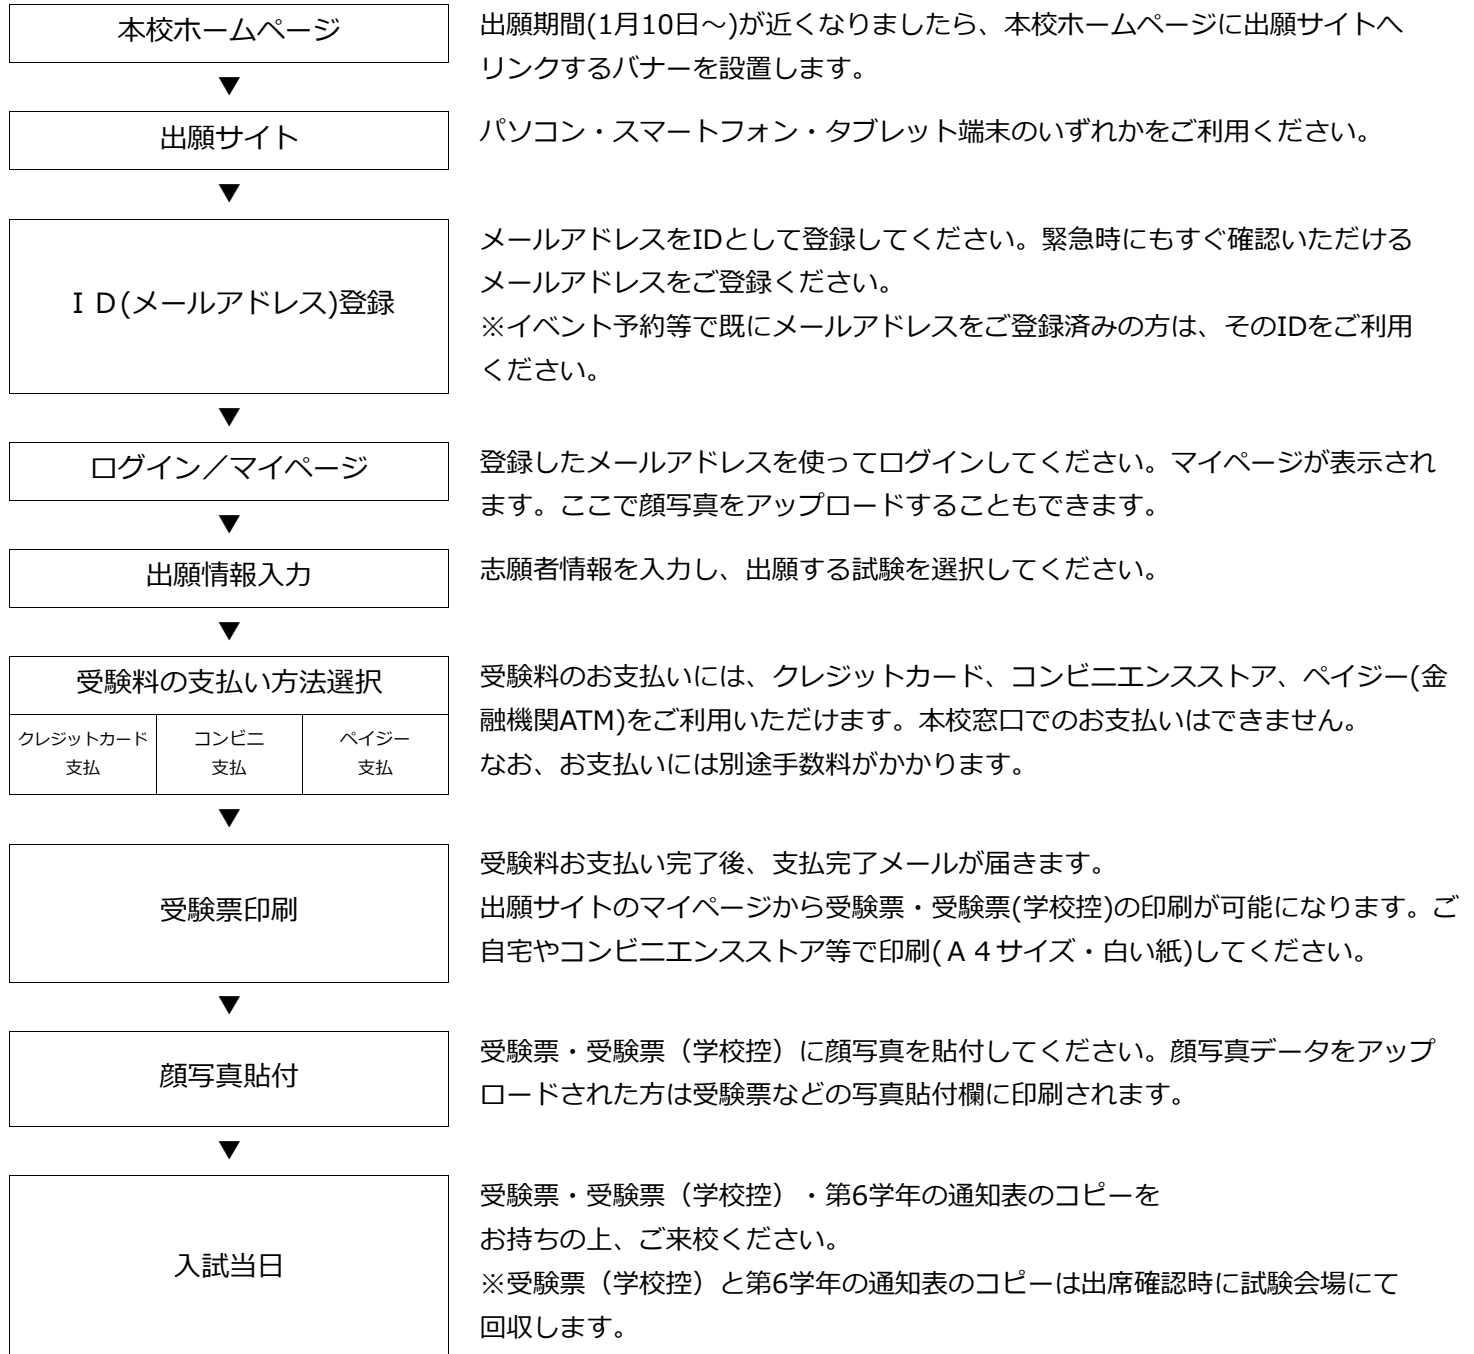 本校ホームページ
出願期間(1月10日～)が近くなりましたら、本校ホームページに出願サイトへ
リンクするバナーを設置します。
▼
出願サイト
パソコン・スマートフォン・タブレット端末のいずれかをご利用ください。
▼
ＩＤ(メールアドレス)登録
メールアドレスをIDとして登録してください。緊急時にもすぐ確認いただける
メールアドレスをご登録ください。
※イベント予約等で既にメールアドレスをご登録済みの方は、そのIDをご利用
ください。
▼
ログイン／マイページ
登録したメールアドレスを使ってログインしてください。マイページが表示され
ます。ここで顔写真をアップロードすることもできます。
▼
出願情報入力
志願者情報を入力し、出願する試験を選択してください。
▼
受験料の支払い方法選択
クレジットカード
支払
コンビニ
支払
ペイジー
支払
受験料のお支払いには、クレジットカード、コンビニエンスストア、ペイジー(金
融機関ATM)をご利用いただけます。本校窓口でのお支払いはできません。
なお、お支払いには別途手数料がかかります。
▼
受験票印刷
受験料お支払い完了後、支払完了メールが届きます。
出願サイトのマイページから受験票・受験票(学校控)の印刷が可能になります。ご
自宅やコンビニエンスストア等で印刷(Ａ４サイズ・白い紙)してください。
▼
顔写真貼付
受験票・受験票（学校控）に顔写真を貼付してください。顔写真データをアップ
ロードされた方は受験票などの写真貼付欄に印刷されます。
▼
入試当日
受験票・受験票（学校控）・第6学年の通知表のコピーを
お持ちの上、ご来校ください。
※受験票（学校控）と第6学年の通知表のコピーは出席確認時に試験会場にて
回収します。